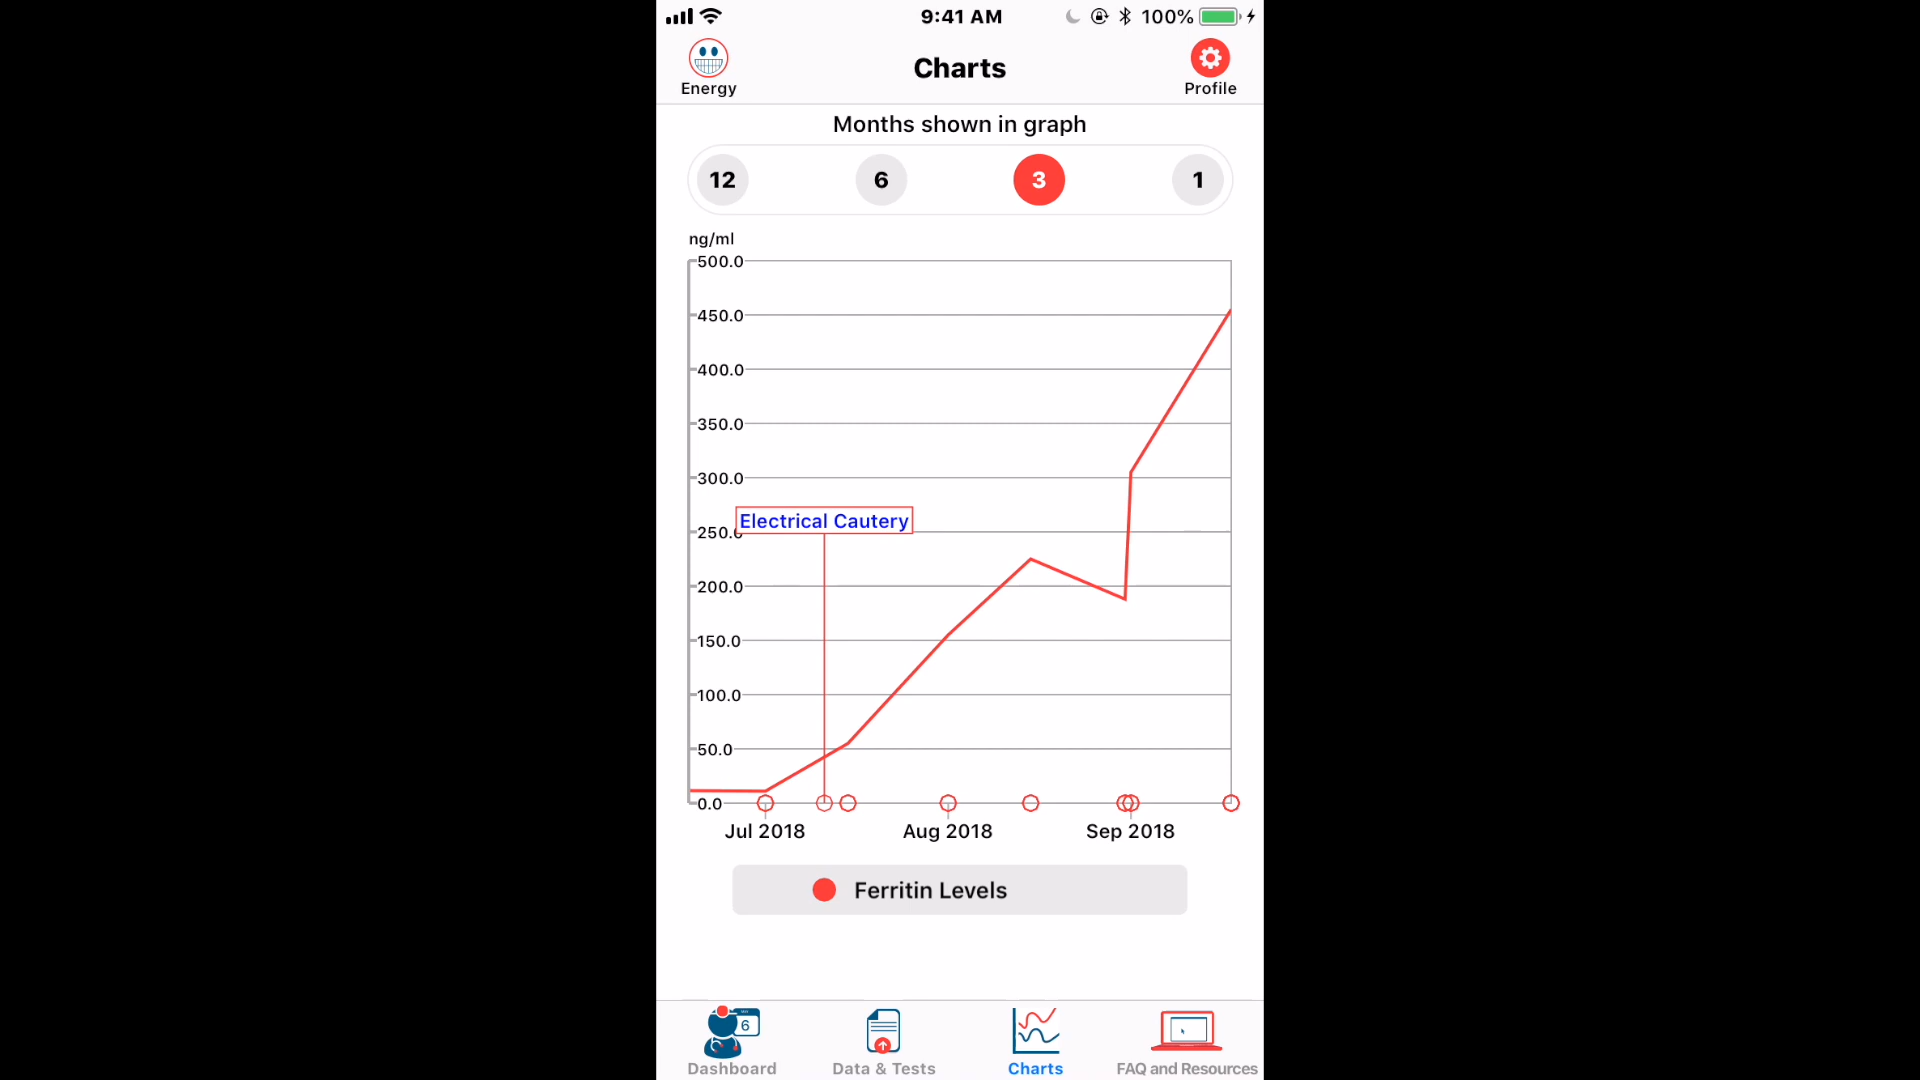 9:41 AM
100%
Energy
Charts
Profile
Months shown in graph
12 6 3 1
ng/ml
500.0
450.0
400.0
350.0
300.0
Electrical Cautery
250.0
200.0
150.0
100.0
50.0
0.0
Jul 2018 Aug 2018 Sep 2018
Ferritin Levels
6
Dashboard Data & Tests Charts FAQ and Resources